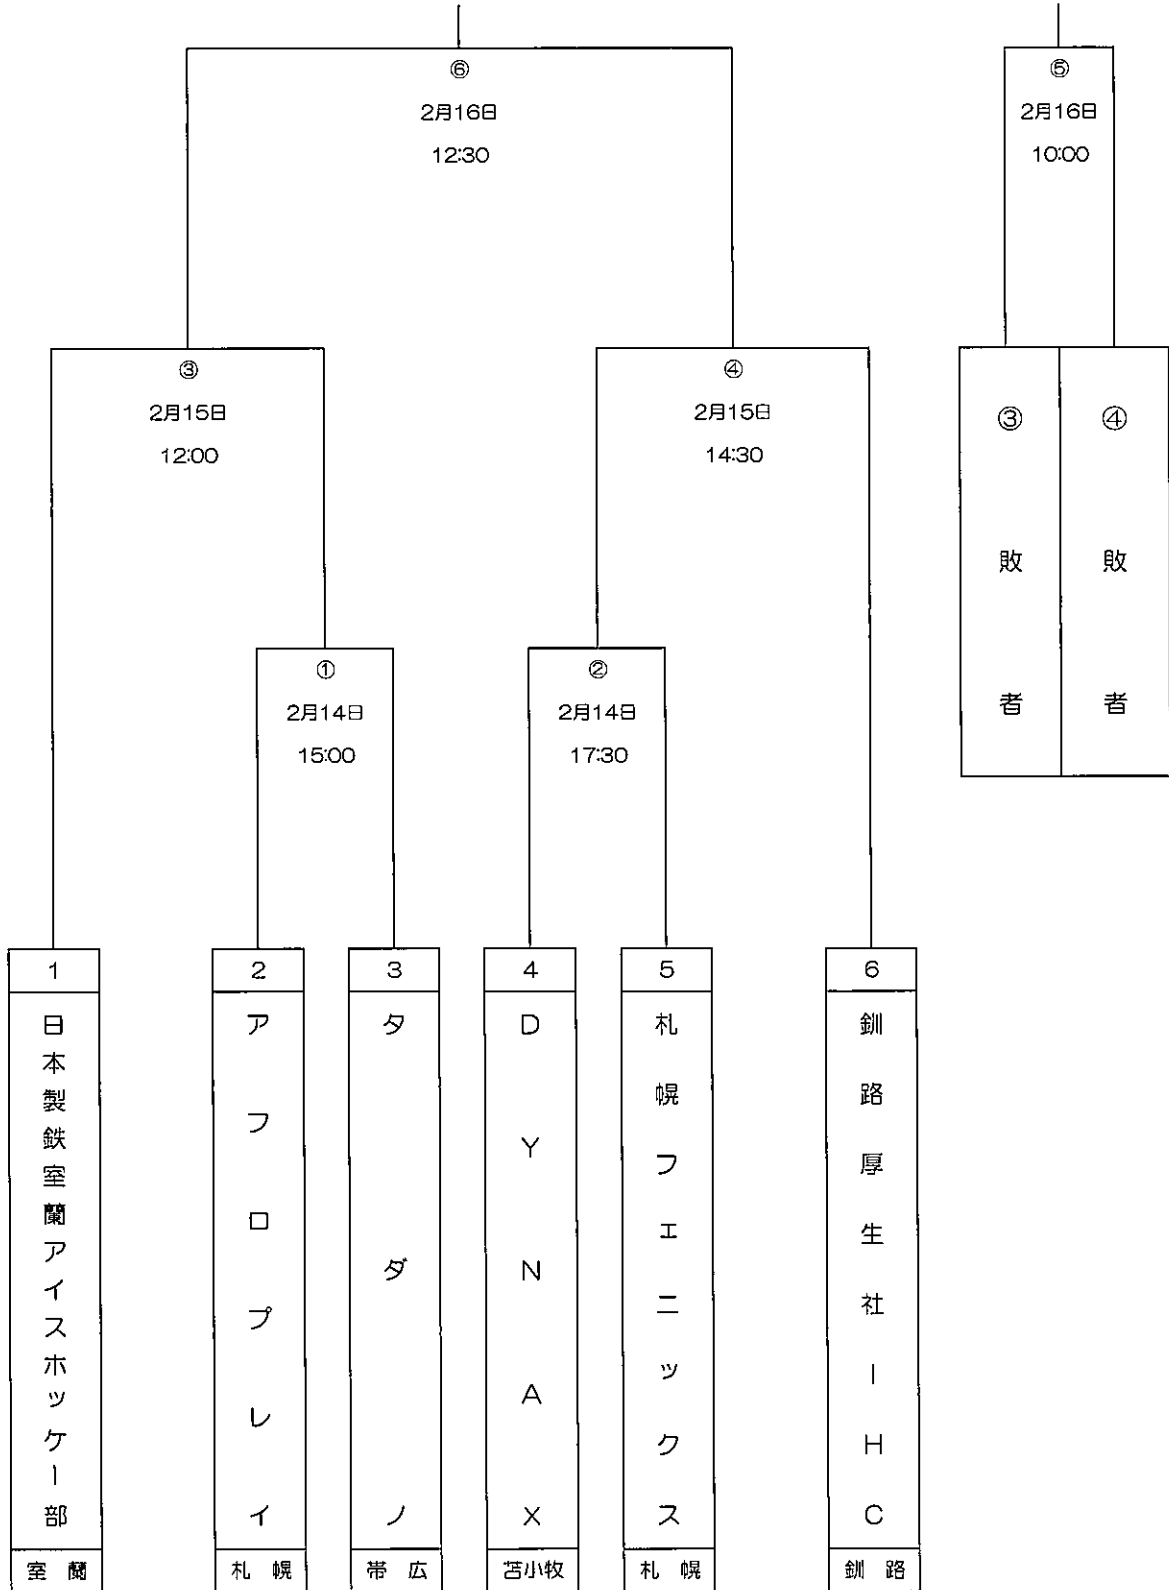 ⑥
2月16日
12:30
⑤
2月16日
10:00
③
2月15日
12:00
④
2月15日
14:30
③敗者
④敗者
①
2月14日
15:00
②
2月14日
17:30
1
日本製鉄室蘭アイスホッケー部
室蘭
2
アフロプレイ
札幌
3
タダノ
帯広
4
DYNAX
苫小牧
5
札幌フェニックス
札幌
6
釧路厚生社IHC
釧路